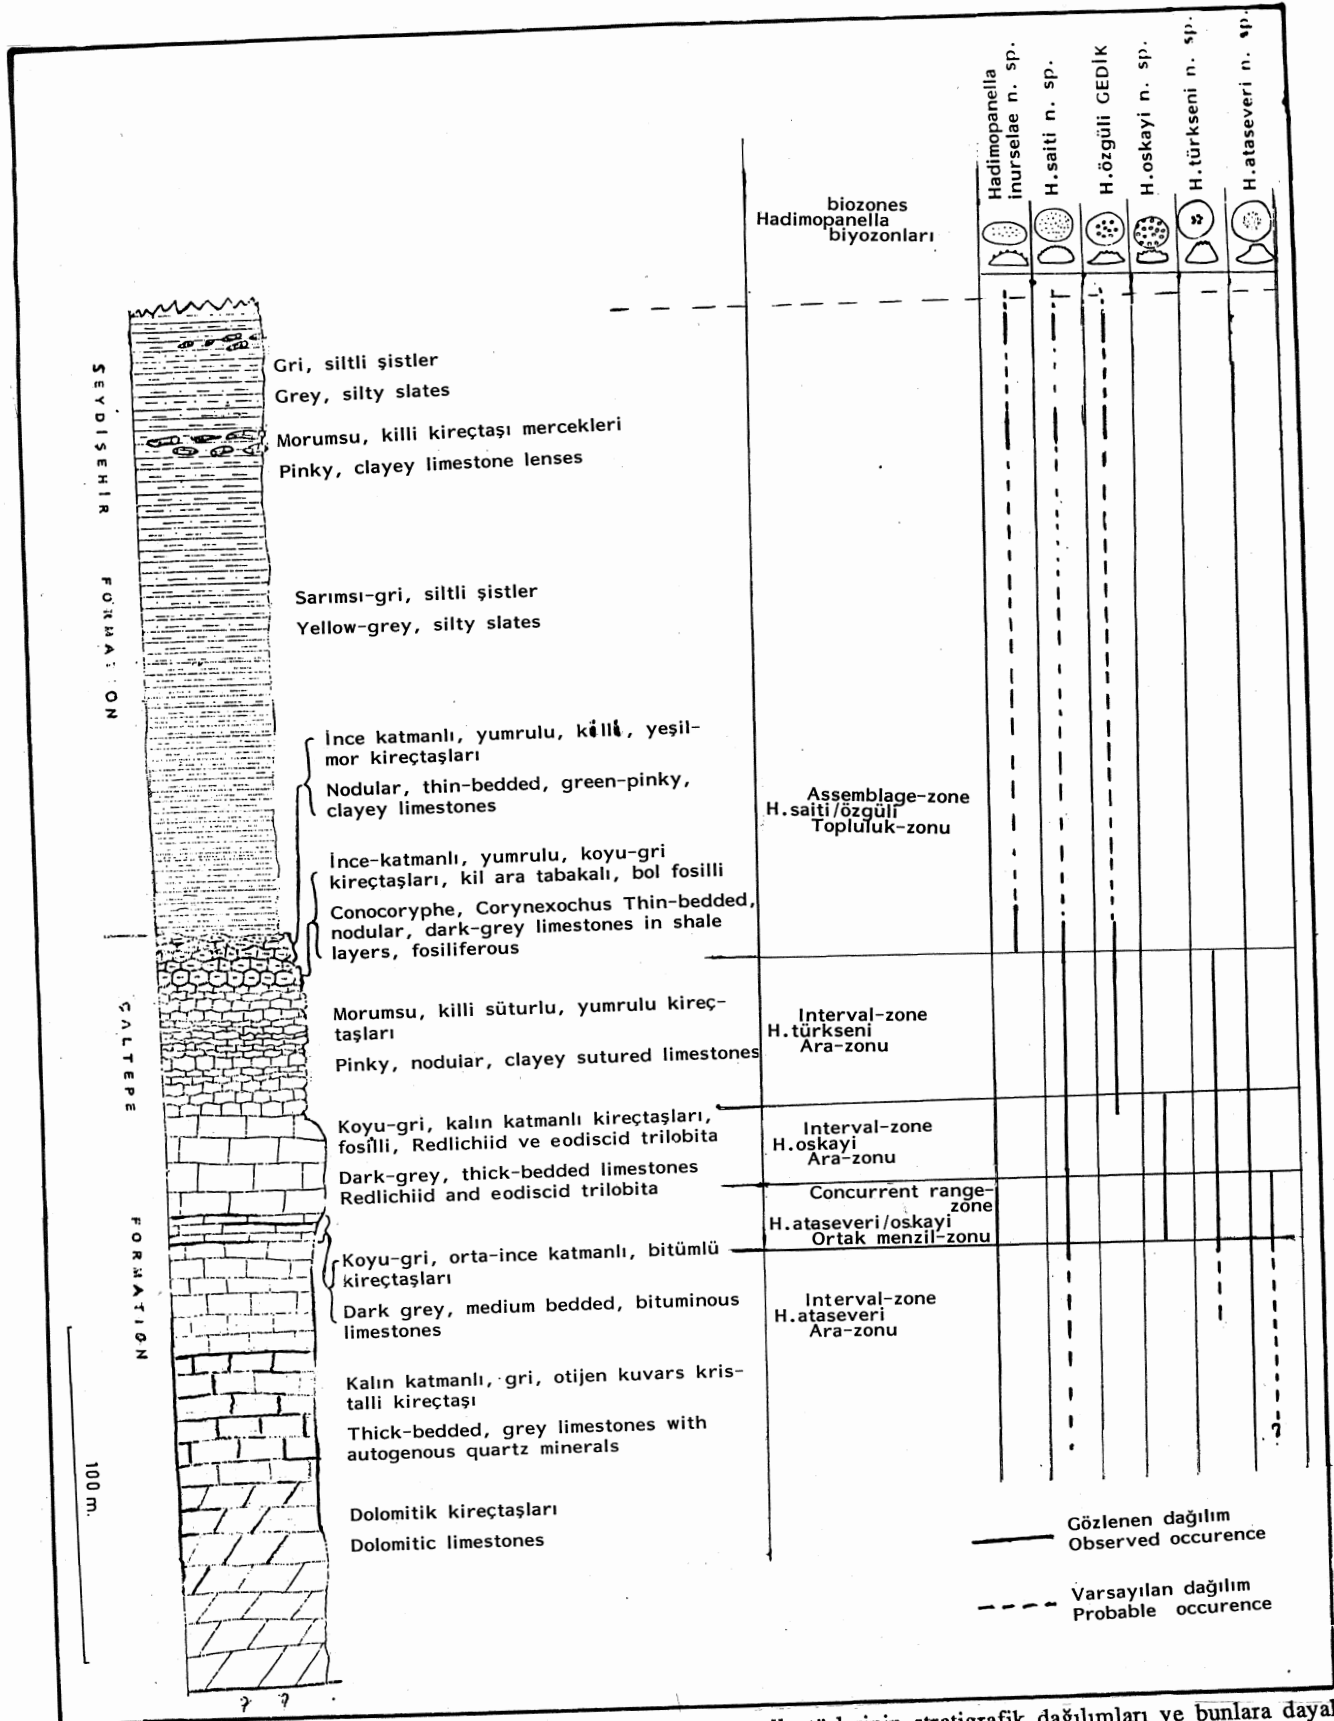 Hadimopanella
inurselae n. sp.
H.saiti n. sp.
H.özgüli GEDİK
H.oskayi n. sp.
H.türkseni n. sp.
H.ataseveri n. sp.
biozones
Hadimopanella
biyozonları
SEYDİŞEHİR
Gri, siltli şistler
Grey, silty slates
Morumsu, killi kireçtaşı mercekleri
Pinky, clayey limestone lenses
Sarımsı-gri, siltli şistler
Yellow-grey, silty slates
İnce katmanlı, yumrulu, killi, yeşil-
mor kireçtaşları
Nodular, thin-bedded, green-pinky,
clayey limestones
Assemblage-zone
H.saiti/özgüli
Topluluk-zonu
İnce-katmanlı, yumrulu, koyu-gri
kireçtaşları, kil ara tabakalı, bol fosilli
Conocoryphe, Corynexochus Thin-bedded,
nodular, dark-grey limestones in shale
layers, fosiliferous
ÇALTEPE
FORMATION
Morumsu, killi süturlu, yumrulu kireç-
taşları
Pinky, nodular, clayey sutured limestones
Interval-zone
H.türkseni
Ara-zonu
Koyu-gri, kalın katmanlı kireçtaşları,
fosilli, Redlichiid ve eodiscid trilobita
Dark-grey, thick-bedded limestones
Redlichiid and eodiscid trilobita
Interval-zone
H.oskayi
Ara-zonu
Concurrent range-
zone
H.ataseveri/oskayi
Ortak menzil-zonu
Koyu-gri, orta-ince katmanlı, bitümlü
kireçtaşları
Dark grey, medium bedded, bituminous
limestones
Interval-zone
H.ataseveri
Ara-zonu
Kalın katmanlı, gri, otijen kuvars kris-
talli kireçtaşı
Thick-bedded, grey limestones with
autogenous quartz minerals
?
100 m.
Dolomitik kireçtaşları
Dolomitic limestones
Gözlenen dağılım
Observed occurence
Varsayılan dağılım
Probable occurence
? ?
stratigrafik dağılımları ve bunlara dayal